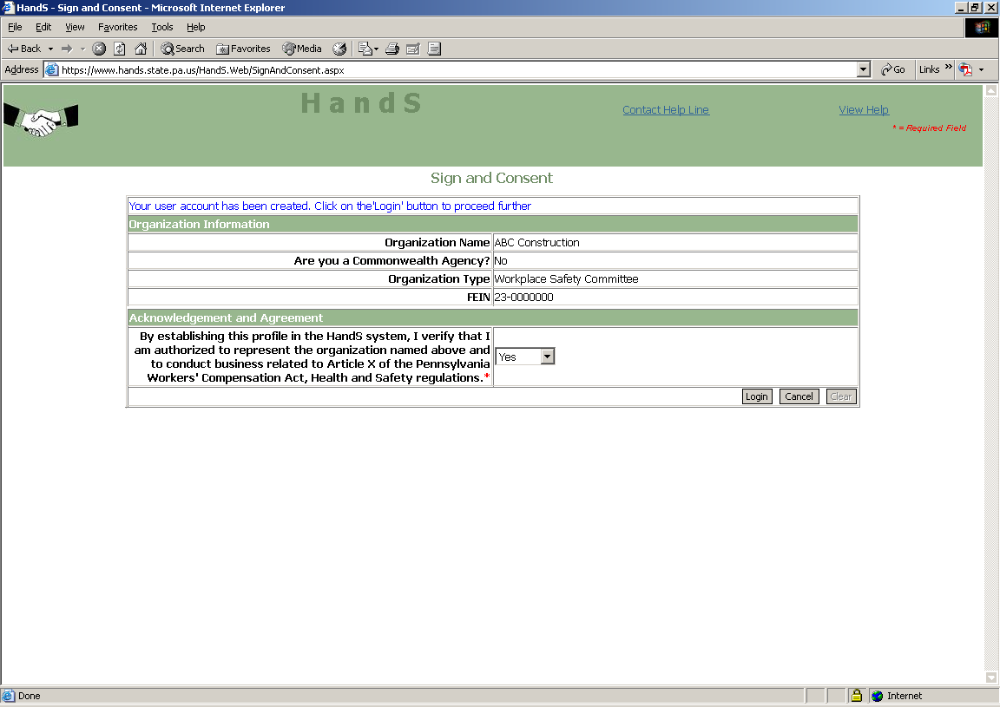 HandS - Sign and Consent - Microsoft Internet Explorer
File Edit View Favorites Tools Help
Back Search Favorites Media
Address https://www.hands.state.pa.us/HandS.Web/SignAndConsent.aspx Go Links »
HandS
Contact Help Line View Help
* = Required Field
Sign and Consent
Your user account has been created. Click on the'Login' button to proceed further
Organization Information
Organization Name ABC Construction
Are you a Commonwealth Agency? No
Organization Type Workplace Safety Committee
FEIN 23-0000000
Acknowledgement and Agreement
By establishing this profile in the HandS system, I verify that I
am authorized to represent the organization named above and
to conduct business related to Article X of the Pennsylvania
Workers' Compensation Act, Health and Safety regulations.*
Yes
Login Cancel Clear
Done Internet